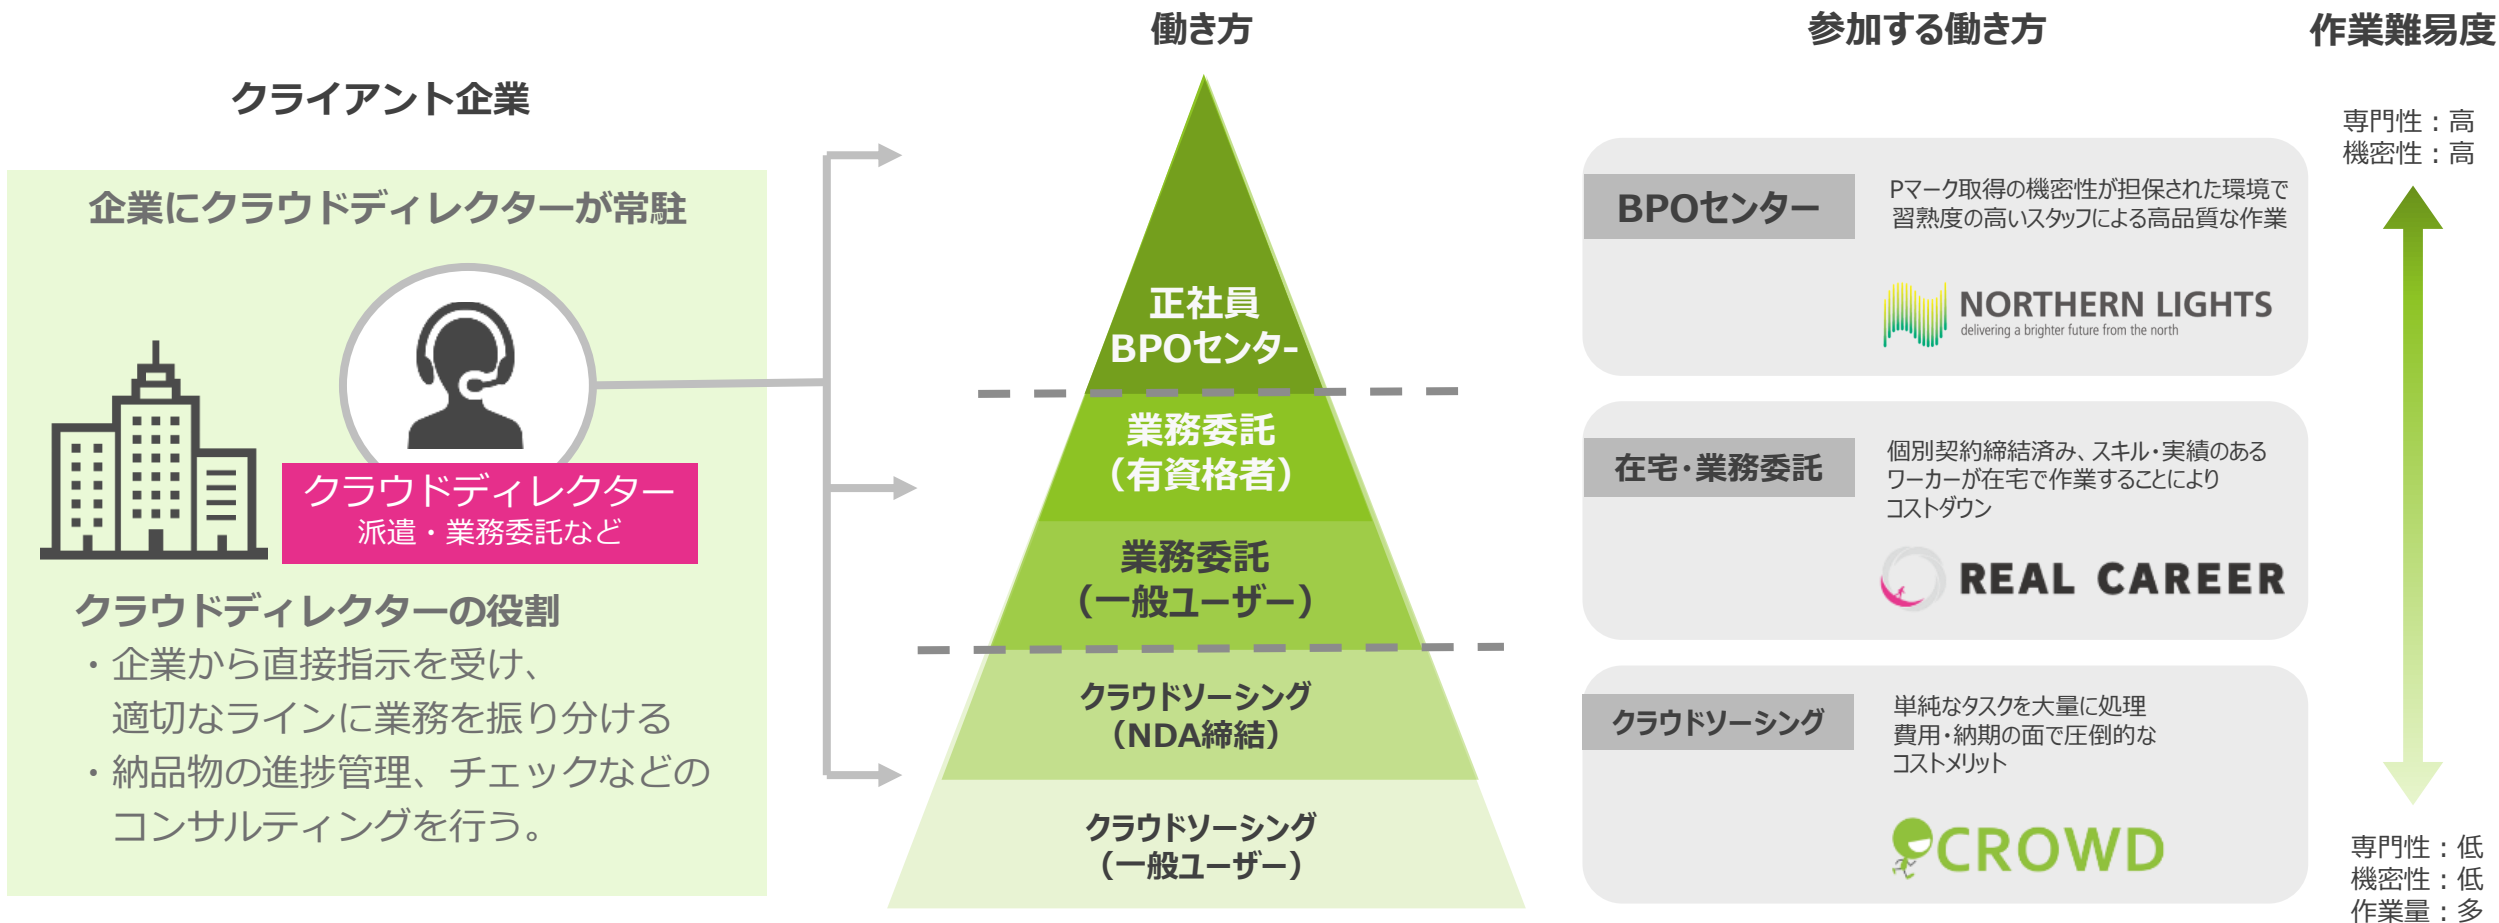 クライアント企業
企業にクラウドディレクターが常駐
クラウドディレクター
派遣・業務委託など
クラウドディレクターの役割
・企業から直接指示を受け、
適切なラインに業務を振り分ける
・納品物の進捗管理、チェックなどの
コンサルティングを行う。
働き方
正社員
BPOセンター
業務委託
（有資格者）
業務委託
（一般ユーザー）
クラウドソーシング
（NDA締結）
クラウドソーシング
（一般ユーザー）
参加する働き方
BPOセンター
Pマーク取得の機密性が担保された環境で
習熟度の高いスタッフによる高品質な作業
NORTHERN LIGHTS
delivering a brighter future from the north
在宅・業務委託
個別契約締結済み、スキル・実績のある
ワーカーが在宅で作業することにより
コストダウン
REAL CAREER
クラウドソーシング
単純なタスクを大量に処理
費用・納期の面で圧倒的な
コストメリット
CROWD
作業難易度
専門性：高
機密性：高
専門性：低
機密性：低
作業量：多